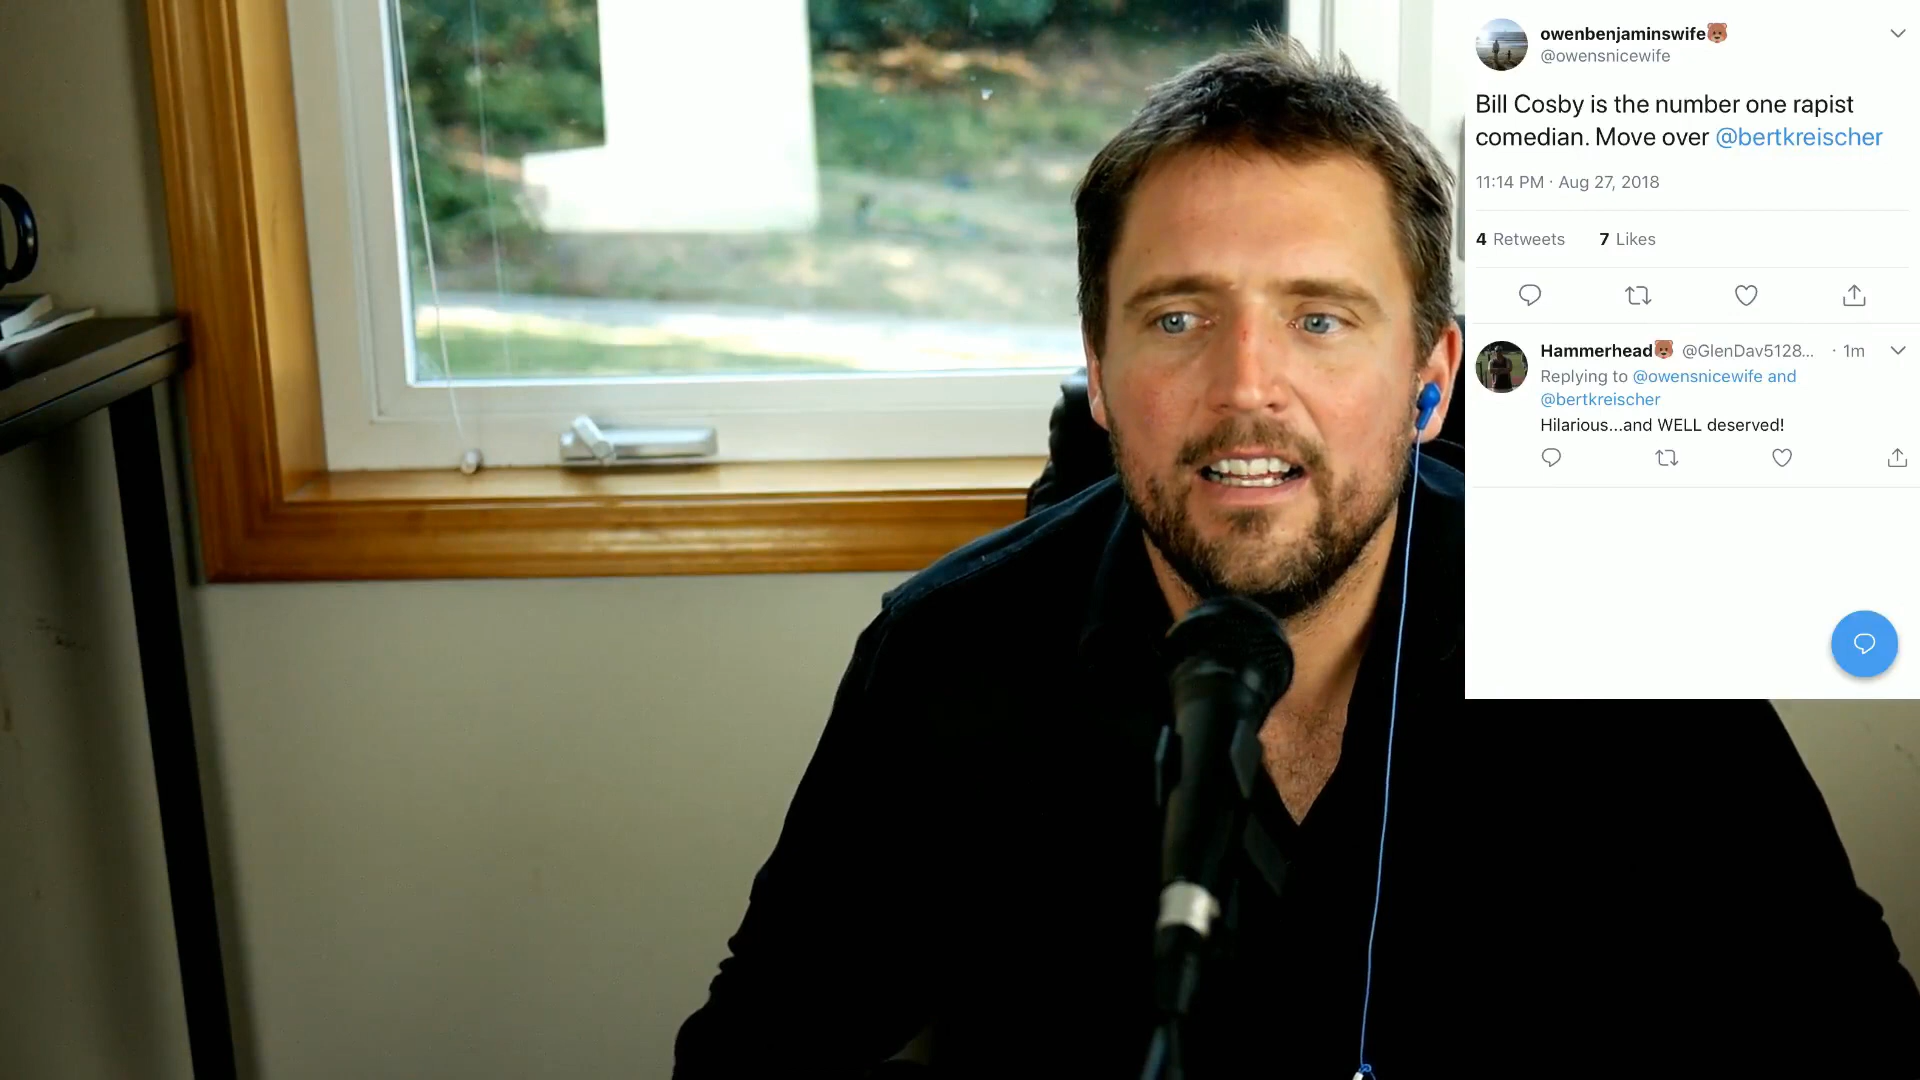 owenbenjaminswife🐻
@owensnicewife
Bill Cosby is the number one rapist
comedian. Move over @bertkreischer
11:14 PM · Aug 27, 2018
4 Retweets 7 Likes
Hammerhead🐻 @GlenDav5128... · 1m
Replying to @owensnicewife and
@bertkreischer
Hilarious...and WELL deserved!